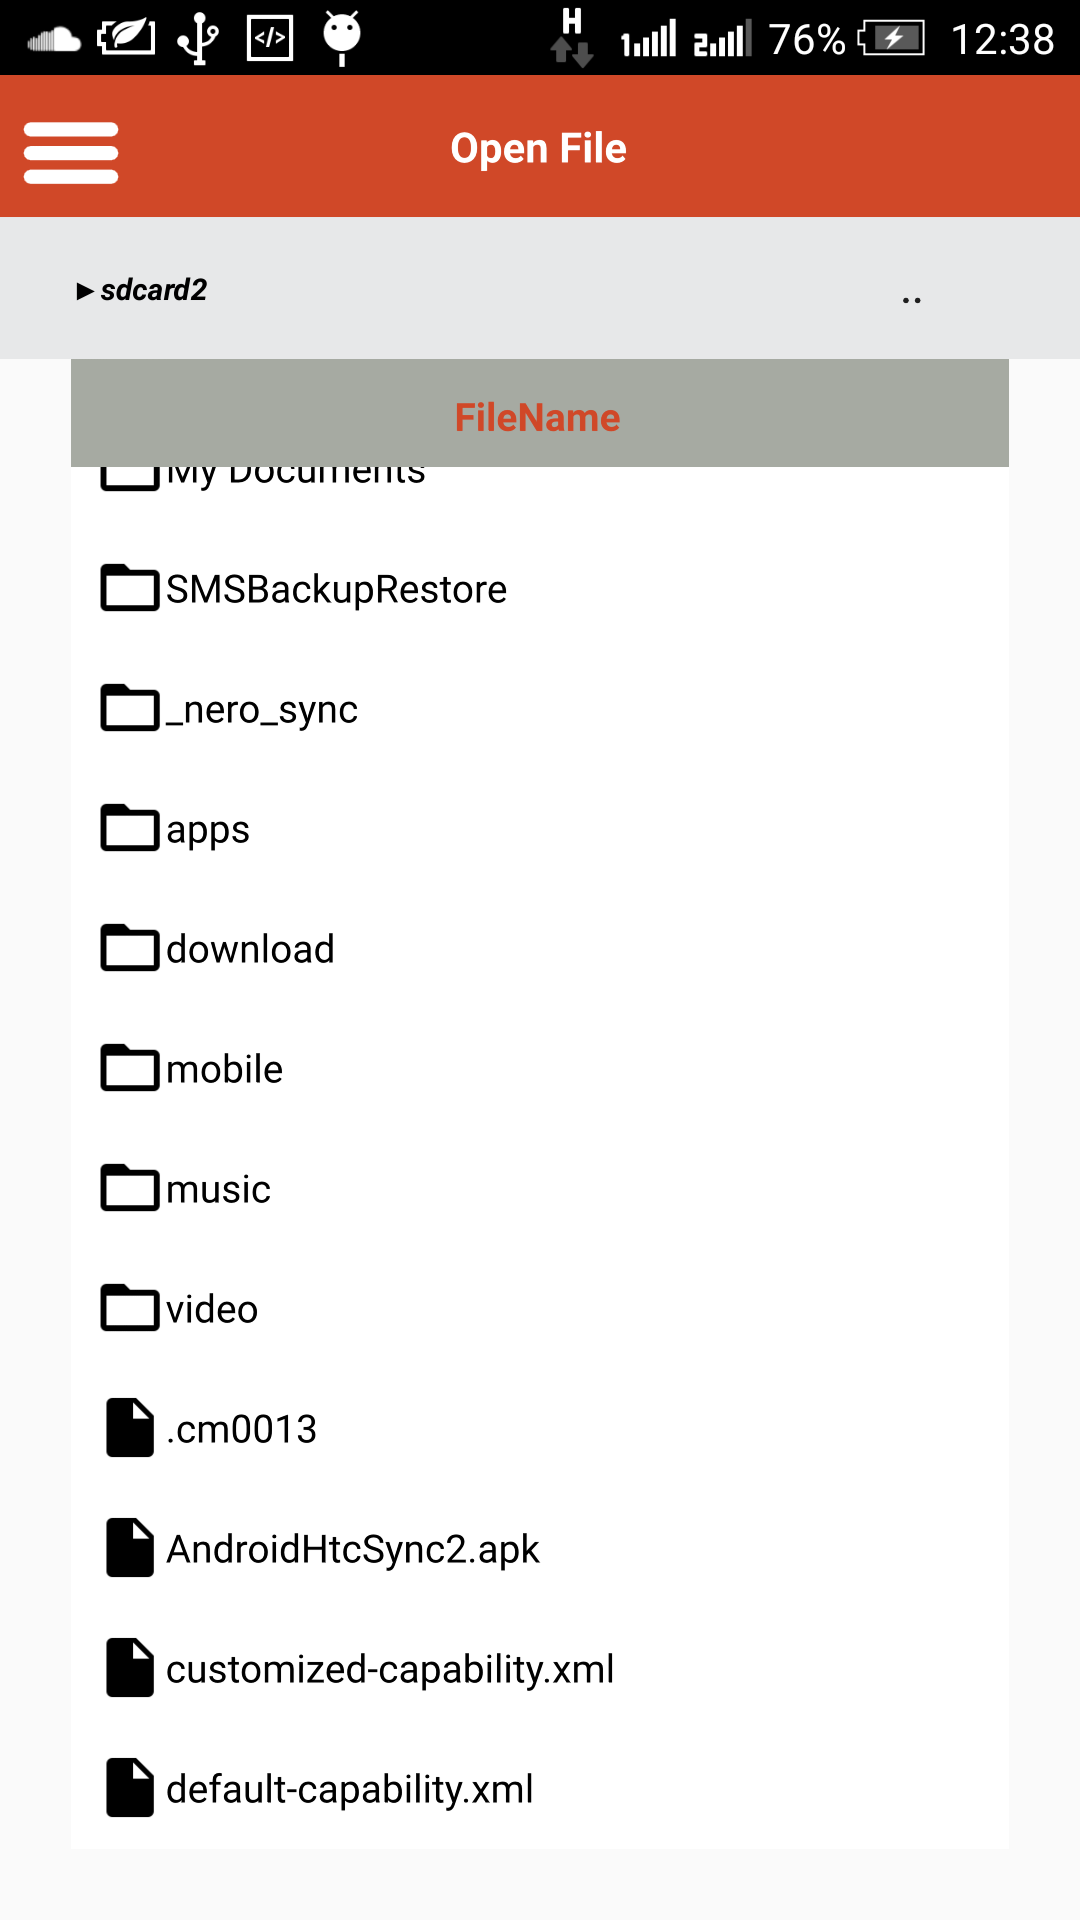 </> H 1 2 76% 12:38
Open File
►sdcard2 ..
FileName
My Documents
SMSBackupRestore
_nero_sync
apps
download
mobile
music
video
.cm0013
AndroidHtcSync2.apk
customized-capability.xml
default-capability.xml